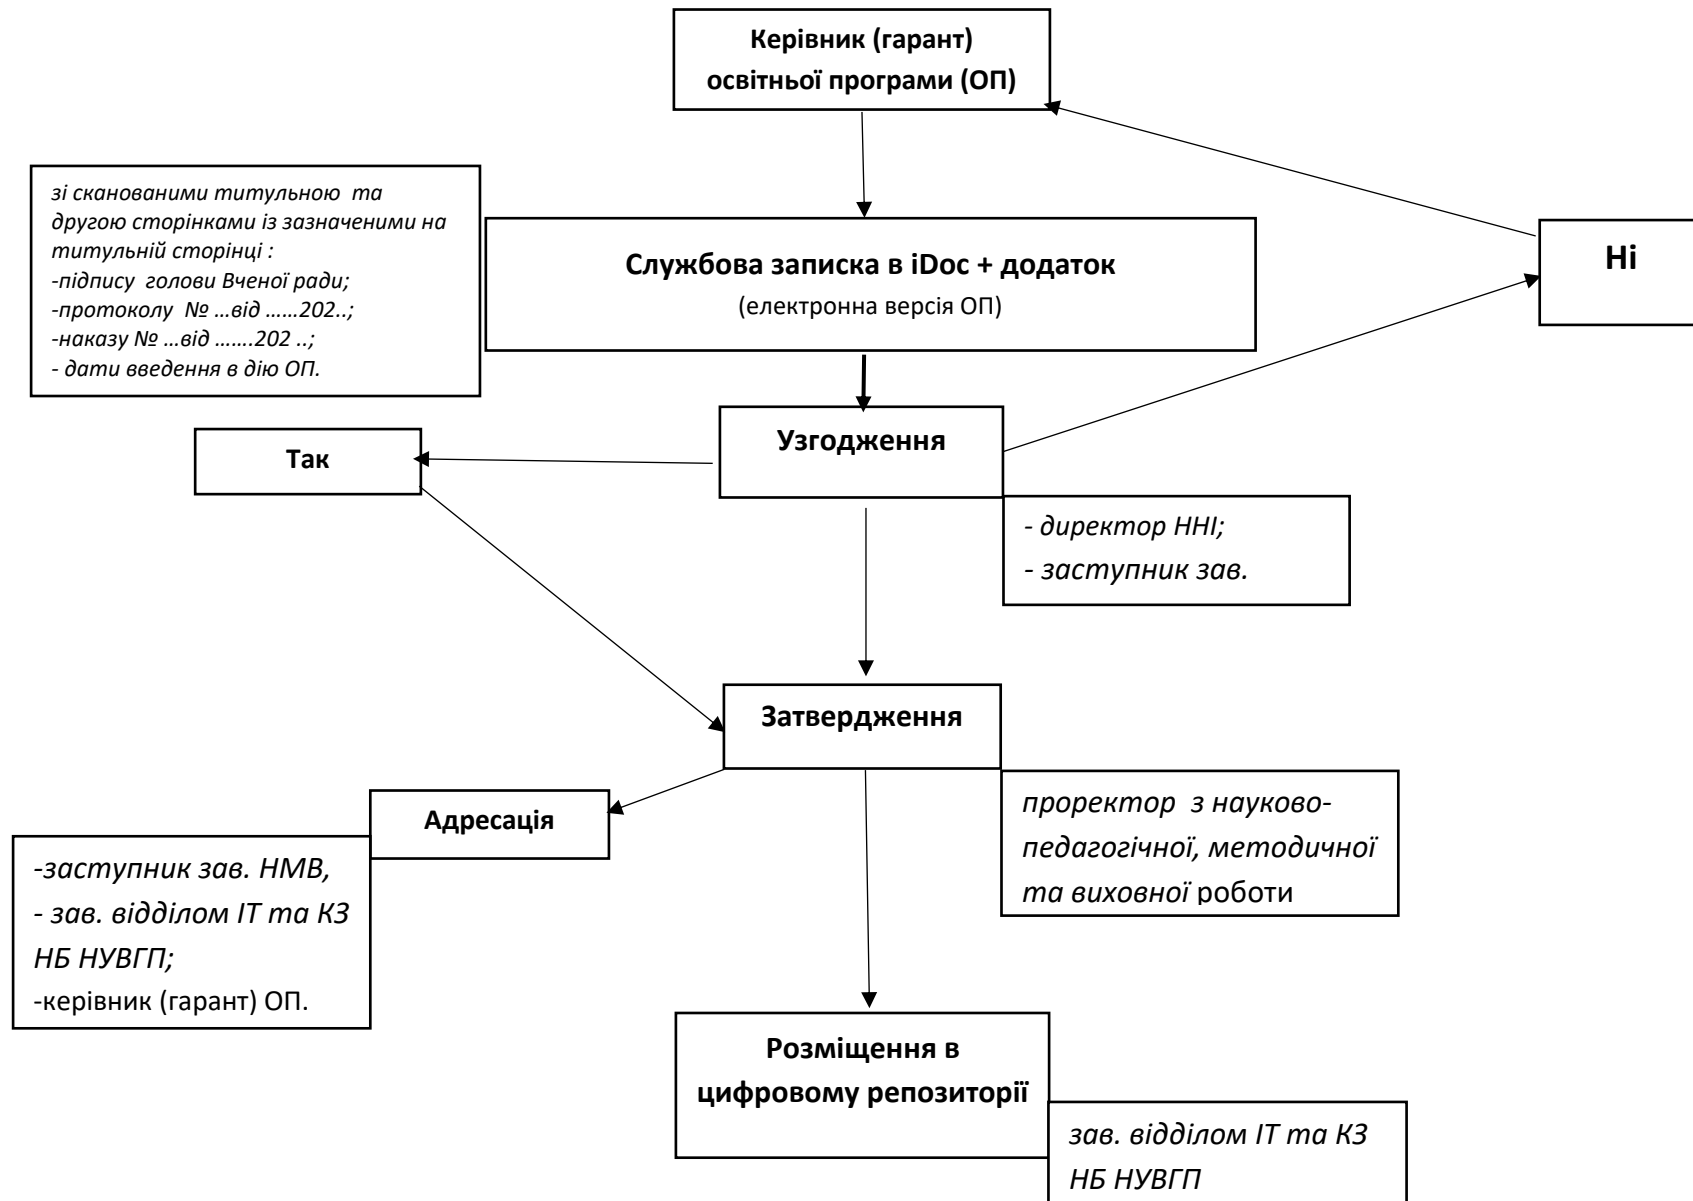 Керівник (гарант)
освітньої програми (ОП)
зі сканованими титульною та
другою сторінками із зазначеними на
титульній сторінці :
-підпису голови Вченої ради;
-протоколу № ...від ......202..;
-наказу № ...від .......202 ..;
- дати введення в дію ОП.
Службова записка в iDoc + додаток
(електронна версія ОП)
Ні
Узгодження
Так
- директор ННІ;
- заступник зав.
Затвердження
Адресація
проректор з науково-
педагогічної, методичної
та виховної роботи
-заступник зав. НМВ,
- зав. відділом ІТ та КЗ
НБ НУВГП;
-керівник (гарант) ОП.
Розміщення в
цифровому репозиторії
зав. відділом ІТ та КЗ
НБ НУВГП